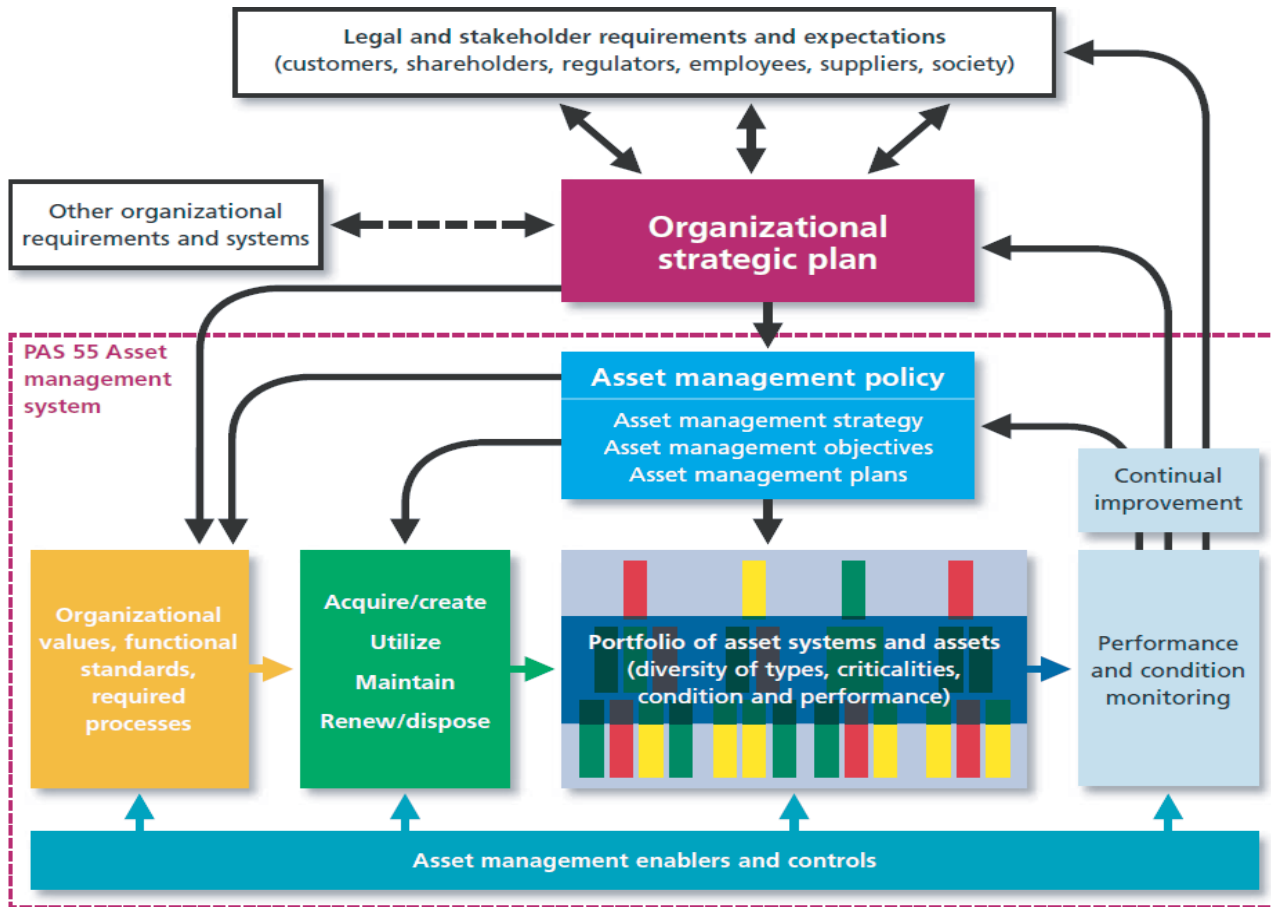 Legal and stakeholder requirements and expectations
(customers, shareholders, regulators, employees, suppliers, society)
Other organizational
requirements and systems
Organizational
strategic plan
PAS 55 Asset
management
system
Asset management policy
Asset management strategy
Asset management objectives
Asset management plans
Continual
improvement
Organizational
values, functional
standards,
required
processes
Acquire/create
Utilize
Maintain
Renew/dispose
Portfolio of asset systems and assets
(diversity of types, criticalities,
condition and performance)
Performance
and condition
monitoring
Asset management enablers and controls